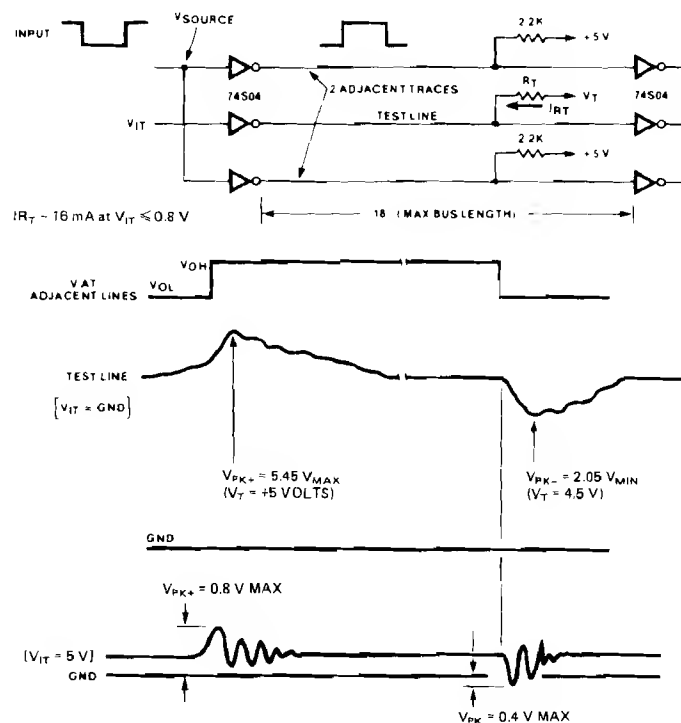 VSOURCE
INPUT
2.2K
+5 V
2 ADJACENT TRACES
RT
VT
74S04
74S04
IRT
VIT
TEST LINE
2.2K
+5 V
IRT ~ 16 mA at VIT ≤ 0.8 V
18 (MAX BUS LENGTH)
VOH
V AT
ADJACENT LINES
VOL
TEST LINE
[VIT = GND]
VPK+ = 5.45 VMAX
(VT = +5 VOLTS)
VPK- = 2.05 VMIN
(VT = 4.5 V)
GND
VPK+ = 0.8 V MAX
[VIT = 5 V]
GND
VPK = 0.4 V MAX